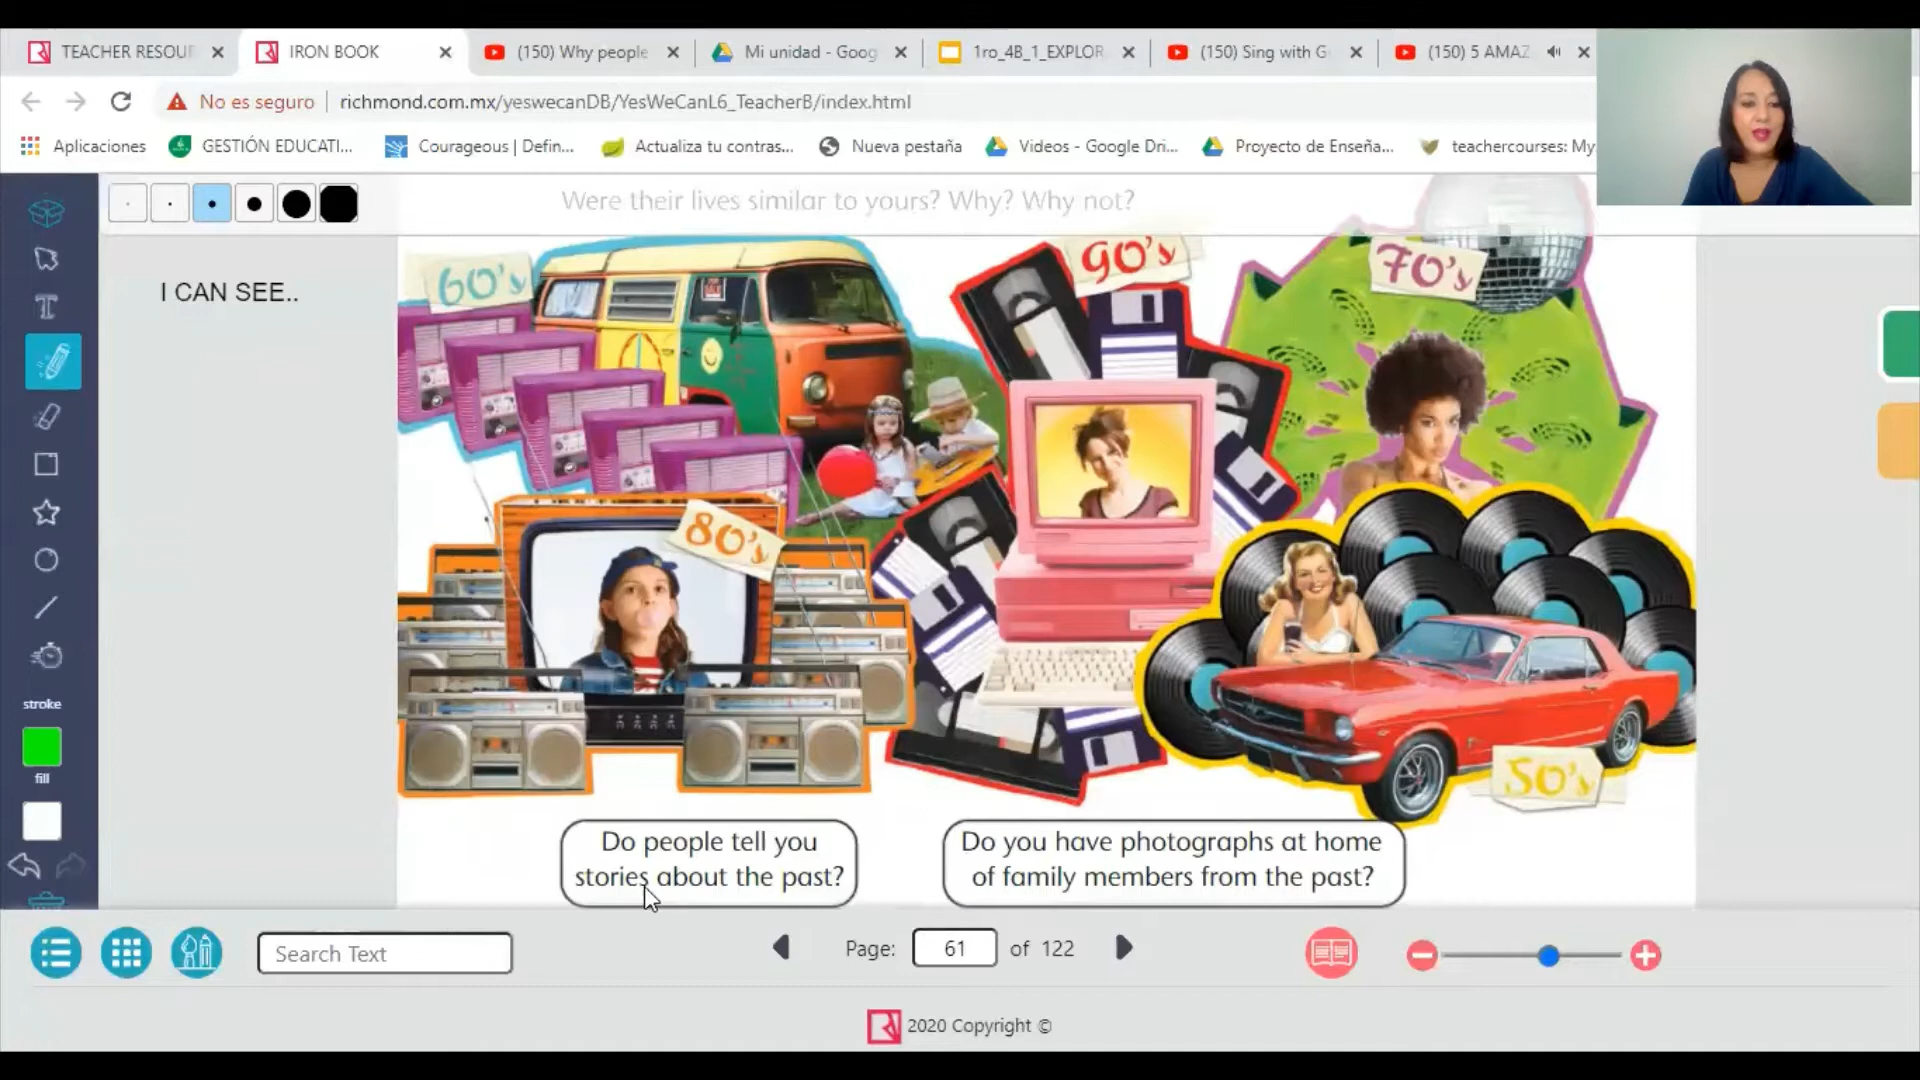 TEACHER RESOU
IRON BOOK
(150) Why people
Mi unidad - Goog
1ro_4B_1_EXPLOR
(150) Sing with G
(150) 5 AMAZ
No es seguro
richmond.com.mx/yeswecanDB/YesWeCanL6_TeacherB/index.html
Aplicaciones
GESTIÓN EDUCATI...
Courageous | Defin...
Actualiza tu contras...
Nueva pestaña
Videos - Google Dri...
Proyecto de Enseña...
teachercourses: My
Were their lives similar to yours? Why? Why not?
I CAN SEE..
60's
90's
70's
80's
50's
stroke
fill
Do people tell you
stories about the past?
Do you have photographs at home
of family members from the past?
Search Text
Page: 61 of 122
2020 Copyright ©